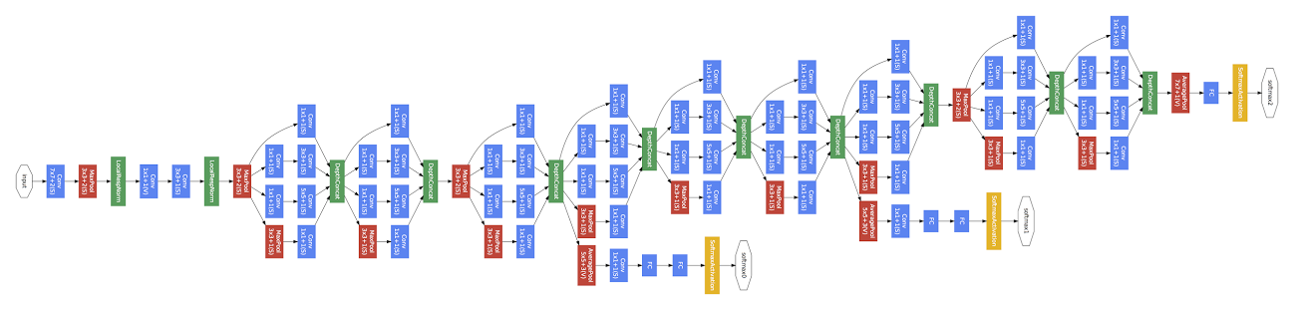 input
Conv
7x7+2(S)
MaxPool
3x3+2(S)
LocalRespNorm
Conv
1x1+1(V)
Conv
3x3+1(S)
LocalRespNorm
MaxPool
3x3+2(S)
Conv
1x1+1(S)
Conv
1x1+1(S)
MaxPool
3x3+1(S)
Conv
1x1+1(S)
Conv
3x3+1(S)
Conv
5x5+1(S)
Conv
1x1+1(S)
DepthConcat
Conv
1x1+1(S)
Conv
1x1+1(S)
MaxPool
3x3+1(S)
Conv
1x1+1(S)
Conv
3x3+1(S)
Conv
5x5+1(S)
Conv
1x1+1(S)
DepthConcat
MaxPool
3x3+2(S)
Conv
1x1+1(S)
Conv
1x1+1(S)
MaxPool
3x3+1(S)
Conv
1x1+1(S)
Conv
3x3+1(S)
Conv
5x5+1(S)
Conv
1x1+1(S)
DepthConcat
Conv
1x1+1(S)
Conv
1x1+1(S)
MaxPool
3x3+1(S)
AveragePool
5x5+3(V)
Conv
1x1+1(S)
Conv
3x3+1(S)
Conv
5x5+1(S)
Conv
1x1+1(S)
Conv
1x1+1(S)
FC
FC
SoftmaxActivation
softmax0
DepthConcat
Conv
1x1+1(S)
Conv
1x1+1(S)
MaxPool
3x3+1(S)
Conv
1x1+1(S)
Conv
3x3+1(S)
Conv
5x5+1(S)
Conv
1x1+1(S)
DepthConcat
Conv
1x1+1(S)
Conv
1x1+1(S)
MaxPool
3x3+1(S)
Conv
1x1+1(S)
Conv
3x3+1(S)
Conv
5x5+1(S)
Conv
1x1+1(S)
DepthConcat
Conv
1x1+1(S)
Conv
1x1+1(S)
MaxPool
3x3+1(S)
AveragePool
5x5+3(V)
Conv
1x1+1(S)
Conv
3x3+1(S)
Conv
5x5+1(S)
Conv
1x1+1(S)
Conv
1x1+1(S)
FC
FC
SoftmaxActivation
softmax1
DepthConcat
MaxPool
3x3+2(S)
Conv
1x1+1(S)
Conv
1x1+1(S)
MaxPool
3x3+1(S)
Conv
1x1+1(S)
Conv
3x3+1(S)
Conv
5x5+1(S)
Conv
1x1+1(S)
DepthConcat
Conv
1x1+1(S)
Conv
1x1+1(S)
MaxPool
3x3+1(S)
Conv
1x1+1(S)
Conv
3x3+1(S)
Conv
5x5+1(S)
Conv
1x1+1(S)
DepthConcat
AveragePool
7x7+1(V)
FC
SoftmaxActivation
softmax2